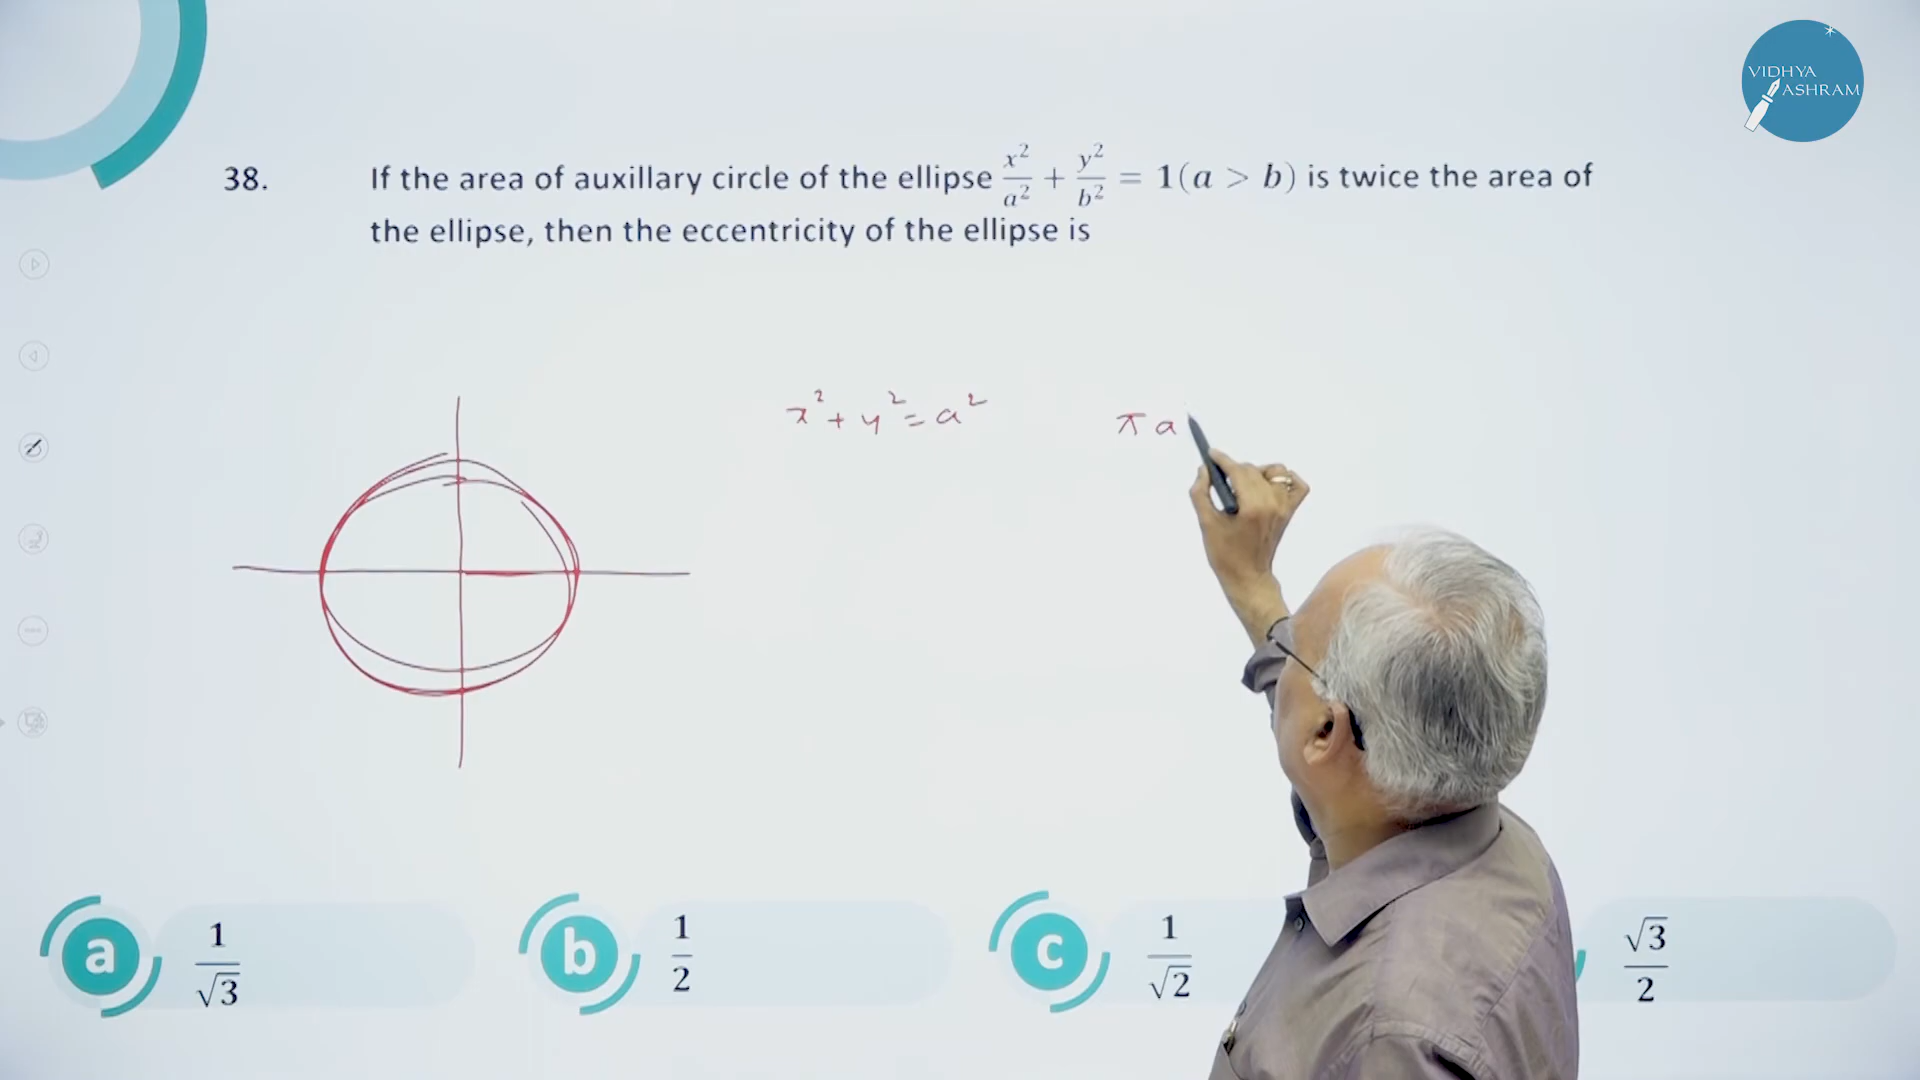 VIDHYA
ASHRAM
38. If the area of auxillary circle of the ellipse x²/a² + y²/b² = 1(a > b) is twice the area of
the ellipse, then the eccentricity of the ellipse is
x² + y² = a² π a
a 1/√3
b 1/2
c 1/√2
√3/2